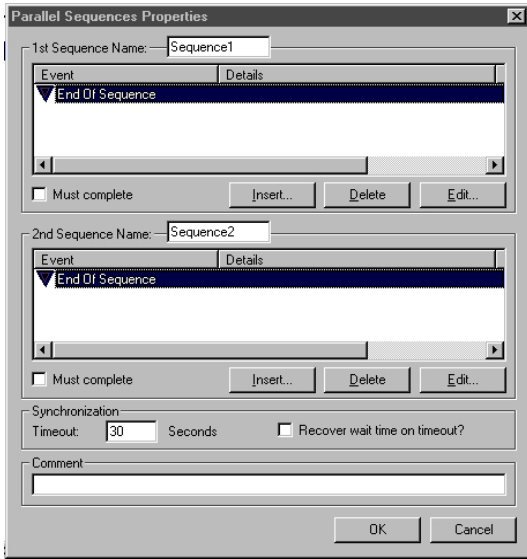 Parallel Sequences Properties
1st Sequence Name: Sequence1
Event Details
End Of Sequence
Must complete Insert... Delete Edit...
2nd Sequence Name: Sequence2
Event Details
End Of Sequence
Must complete Insert... Delete Edit...
Synchronization
Timeout: 30 Seconds Recover wait time on timeout?
Comment
OK Cancel